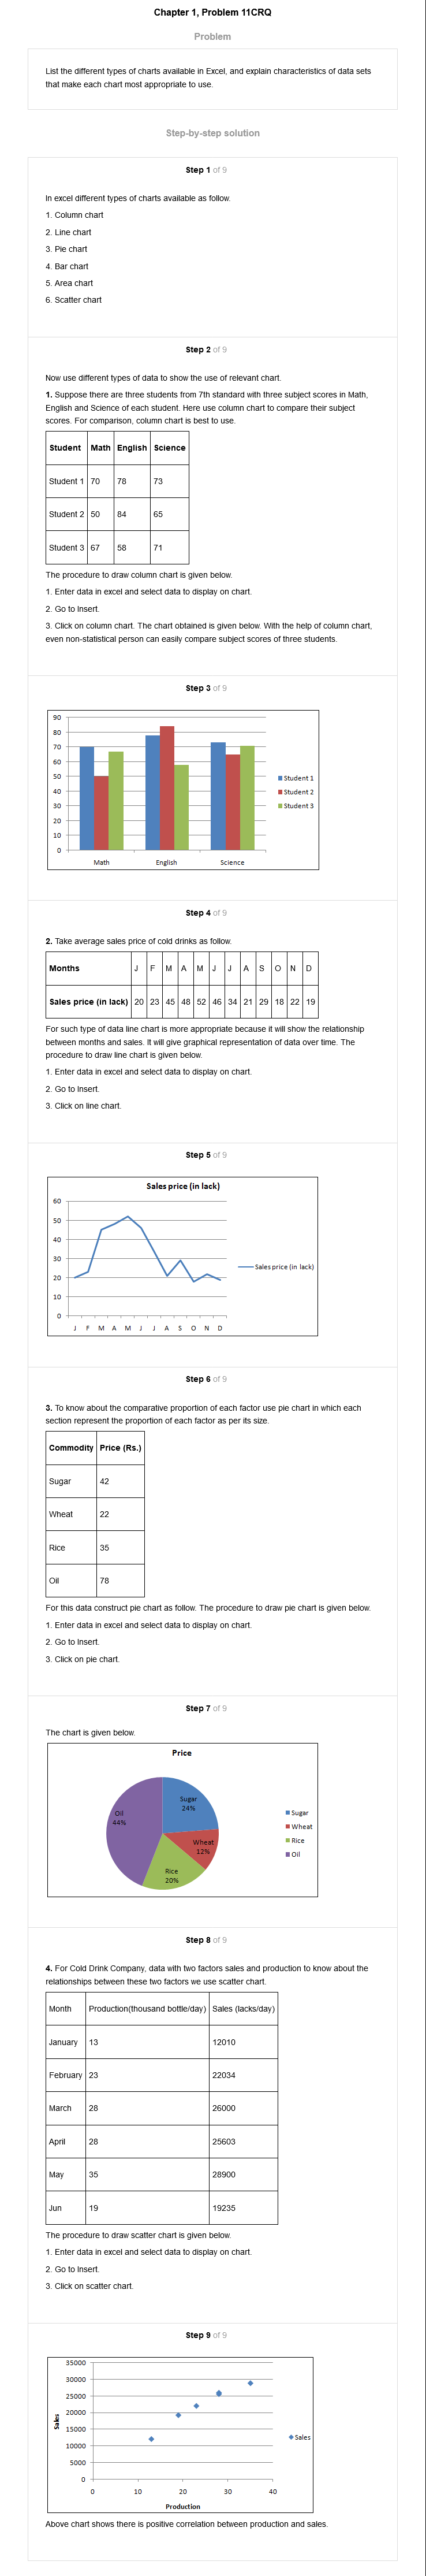 Chapter 1, Problem 11CRQ
Problem
List the different types of charts available in Excel, and explain characteristics of data sets
that make each chart most appropriate to use.
Step-by-step solution
Step 1 of 9
In excel different types of charts available as follow.
1. Column chart
2. Line chart
3. Pie chart
4. Bar chart
5. Area chart
6. Scatter chart
Step 2 of 9
Now use different types of data to show the use of relevant chart.
1. Suppose there are three students from 7th standard with three subject scores in Math,
English and Science of each student. Here use column chart to compare their subject
scores. For comparison, column chart is best to use.
Student Math English Science
Student 1 70 78 73
Student 2 50 84 65
Student 3 67 58 71
The procedure to draw column chart is given below.
1. Enter data in excel and select data to display on chart.
2. Go to Insert.
3. Click on column chart. The chart obtained is given below. With the help of column chart,
even non-statistical person can easily compare subject scores of three students.
Step 3 of 9
90
80
70
60
50
40
30
20
10
0
Math English Science
Student 1
Student 2
Student 3
Step 4 of 9
2. Take average sales price of cold drinks as follow.
Months J F M A M J J A S O N D
Sales price (in lack) 20 23 45 48 52 46 34 21 29 18 22 19
For such type of data line chart is more appropriate because it will show the relationship
between months and sales. It will give graphical representation of data over time. The
procedure to draw line chart is given below.
1. Enter data in excel and select data to display on chart.
2. Go to Insert.
3. Click on line chart.
Step 5 of 9
Sales price (in lack)
60
50
40
30
20
10
0
J F M A M J J A S O N D
Sales price (in lack)
Step 6 of 9
3. To know about the comparative proportion of each factor use pie chart in which each
section represent the proportion of each factor as per its size.
Commodity Price (Rs.)
Sugar 42
Wheat 22
Rice 35
Oil 78
For this data construct pie chart as follow. The procedure to draw pie chart is given below.
1. Enter data in excel and select data to display on chart.
2. Go to Insert.
3. Click on pie chart.
Step 7 of 9
The chart is given below.
Price
Sugar
24%
Wheat
12%
Rice
20%
Oil
44%
Sugar
Wheat
Rice
Oil
Step 8 of 9
4. For Cold Drink Company, data with two factors sales and production to know about the
relationships between these two factors we use scatter chart.
Month Production(thousand bottle/day) Sales (lacks/day)
January 13 12010
February 23 22034
March 28 26000
April 28 25603
May 35 28900
Jun 19 19235
The procedure to draw scatter chart is given below.
1. Enter data in excel and select data to display on chart.
2. Go to Insert.
3. Click on scatter chart.
Step 9 of 9
35000
30000
25000
20000
15000
10000
5000
0
Sales
0 10 20 30 40
Production
Sales
Above chart shows there is positive correlation between production and sales.